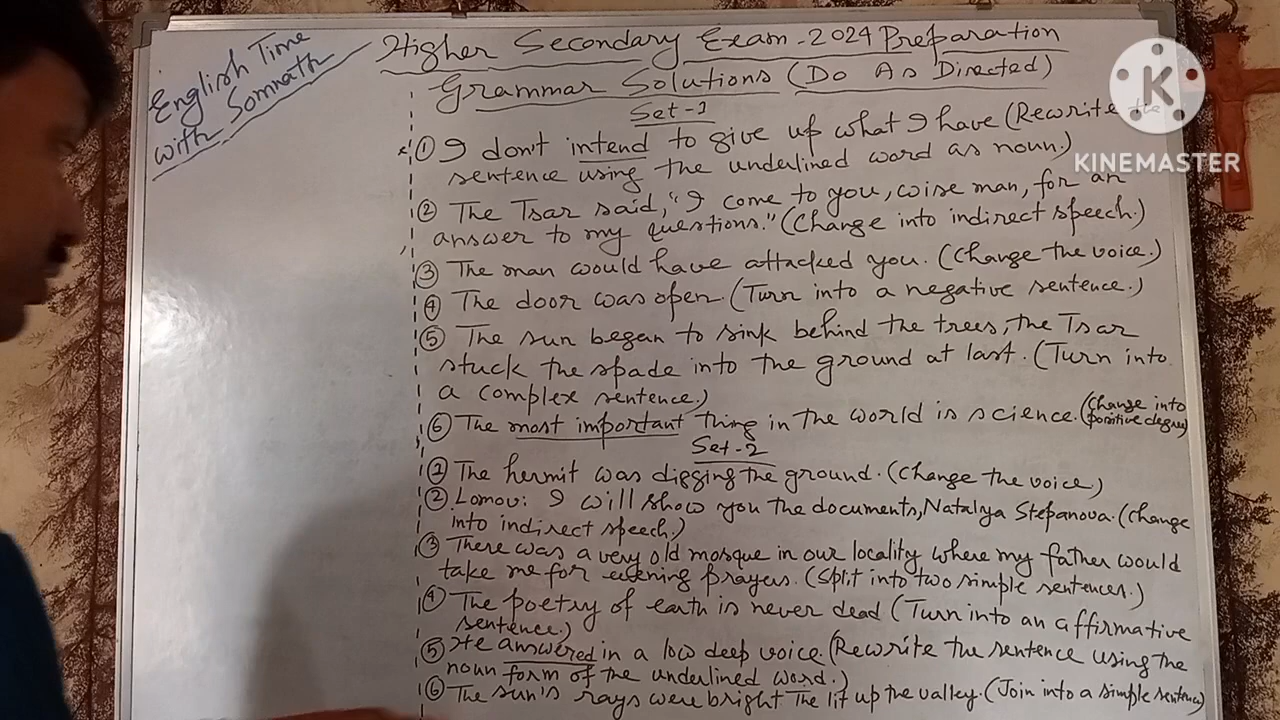 English Time
with Somnath
Higher Secondary Exam-2024 Preparation
Grammar Solutions (Do As Directed)
Set-1
① I don't intend to give up what I have (Rewrite the
sentence using the underlined word as noun.)
② The Tsar said, "I come to you, wise man, for an
answer to my questions." (Change into indirect speech.)
③ The man would have attacked you. (Change the voice.)
④ The door was open. (Turn into a negative sentence.)
⑤ The sun began to sink behind the trees, the Tsar
stuck the spade into the ground at last. (Turn into
a complex sentence.)
⑥ The most important thing in the world is science. (Change into
positive degree)
Set-2
① The hermit was digging the ground. (Change the voice)
② Lomov: I will show you the documents, Natalya Stepanova. (Change
into indirect speech.)
③ There was a very old mosque in our locality where my father would
take me for evening prayers. (Split into two simple sentences.)
④ The poetry of earth is never dead (Turn into an affirmative
sentence.)
⑤ He answered in a low deep voice. (Rewrite the sentence using the
noun form of the underlined word.)
⑥ The sun's rays were bright The lit up the valley. (Join into a simple sentence)
K
KINEMASTER